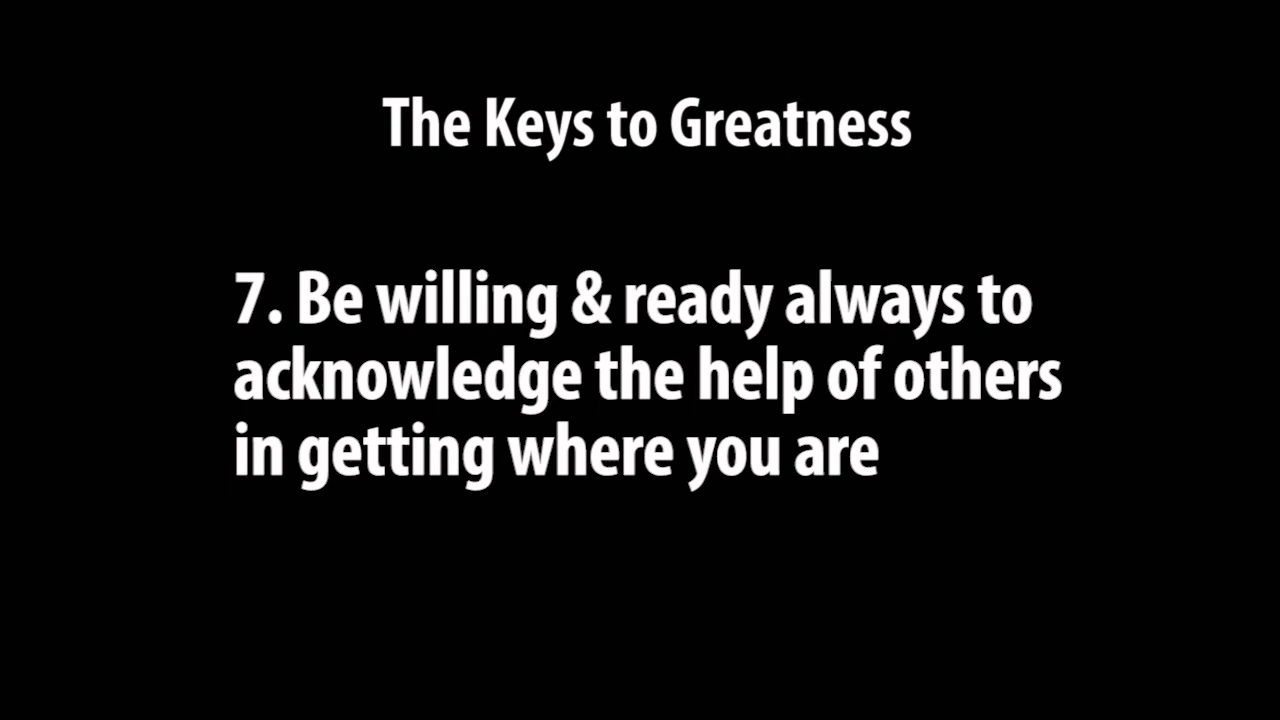 The Keys to Greatness
7. Be willing & ready always to
acknowledge the help of others
in getting where you are